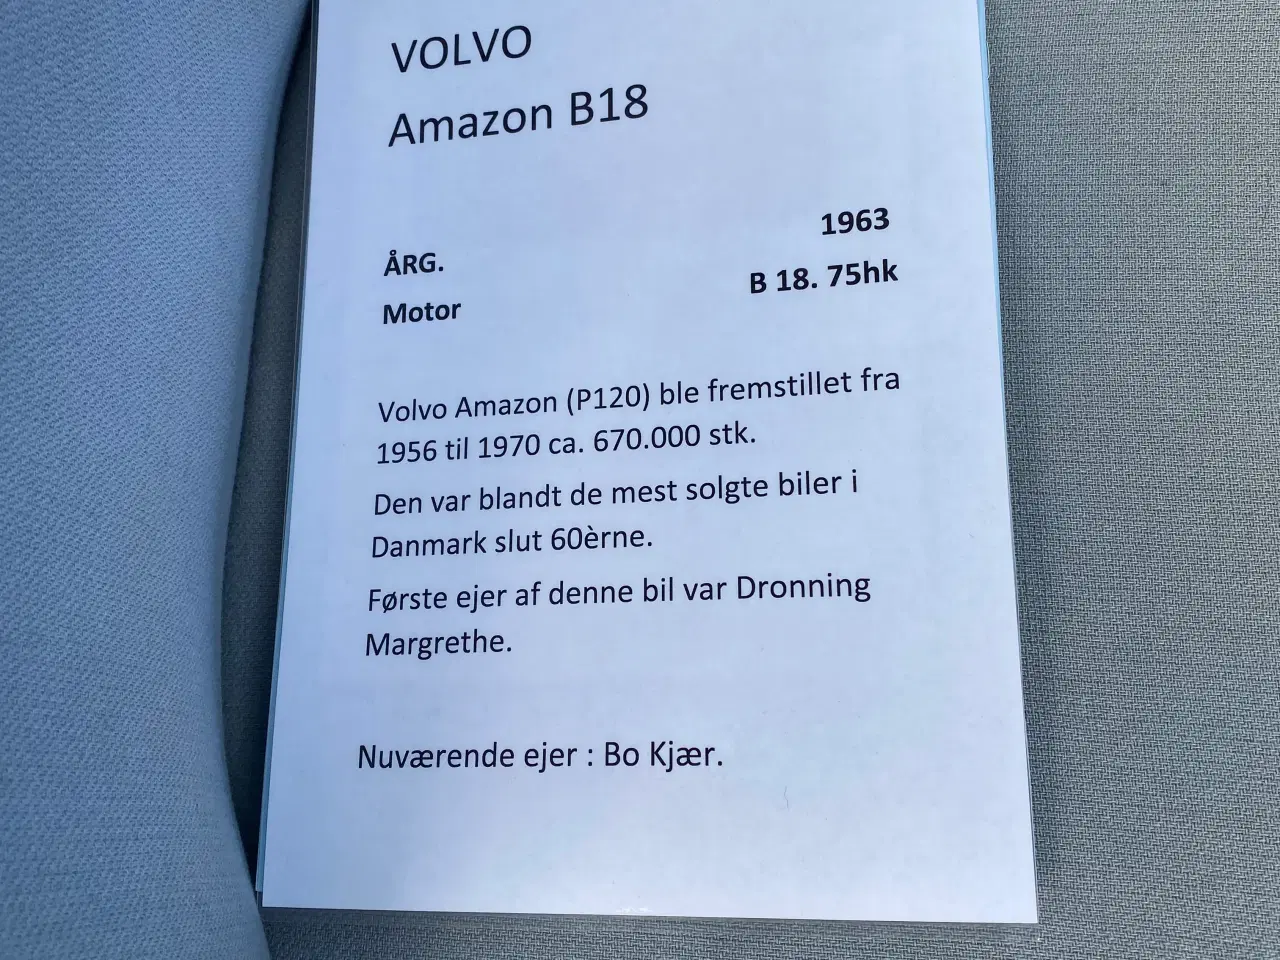 VOLVO
Amazon B18
ÅRG. 1963
Motor B 18. 75hk
Volvo Amazon (P120) ble fremstillet fra
1956 til 1970 ca. 670.000 stk.
Den var blandt de mest solgte biler i
Danmark slut 60èrne.
Første ejer af denne bil var Dronning
Margrethe.
Nuværende ejer : Bo Kjær.